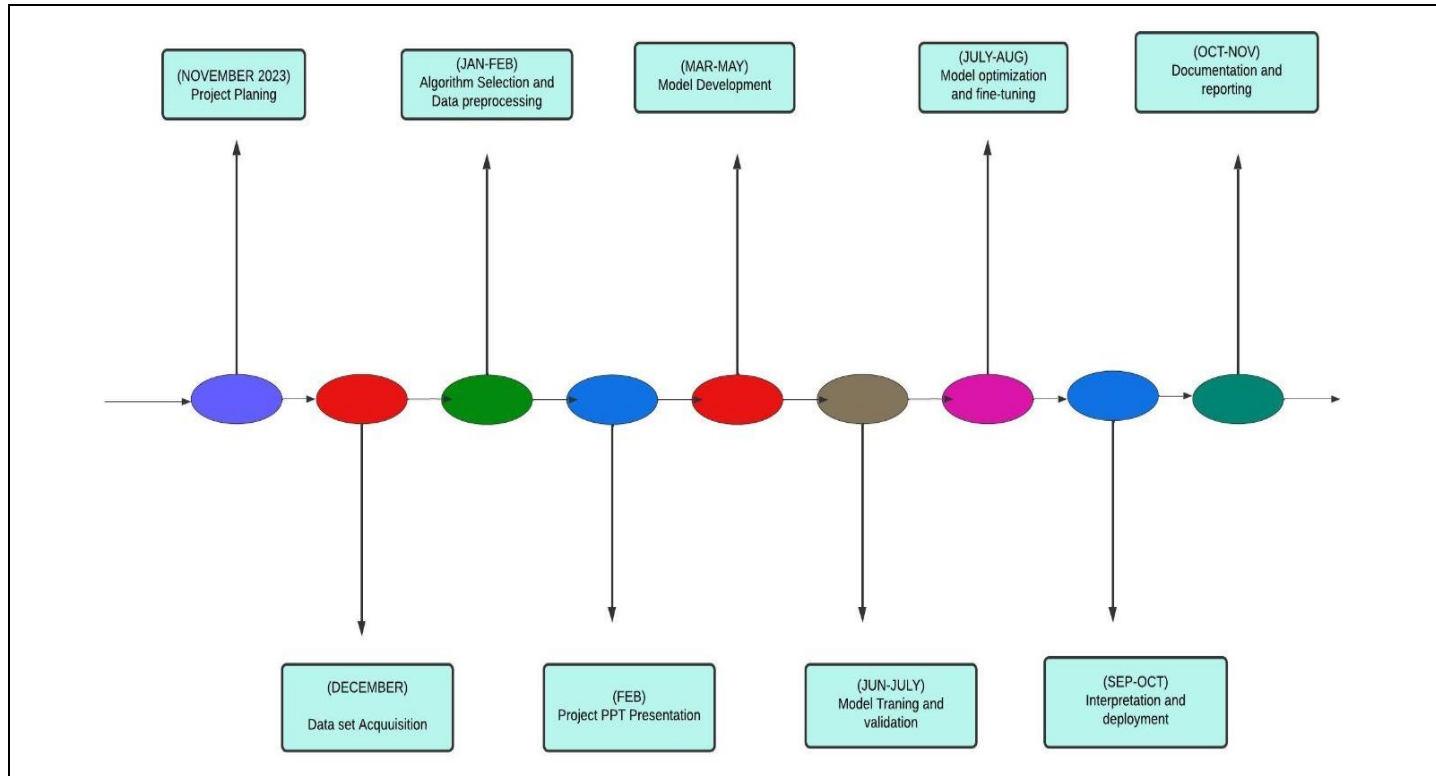 (NOVEMBER 2023)
Project Planing
(JAN-FEB)
Algorithm Selection and
Data preprocessing)
(MAR-MAY)
Model Development
(JULY-AUG)
Model optimization
and fine-tuning
(OCT-NOV)
Documentation and
reporting
(DECEMBER)
Data set Acquisition
(FEB)
Project PPT Presentation
(JUN-JULY)
Model Traning and
validation
(SEP-OCT)
Interpretation and
deployment